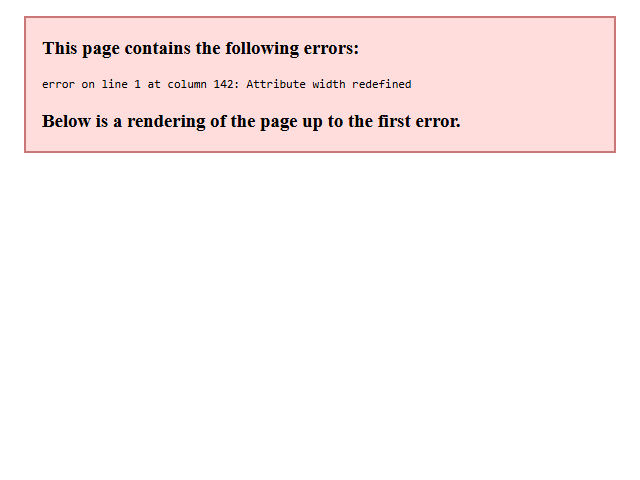 This page contains the following errors:
error on line 1 at column 142: Attribute width redefined
Below is a rendering of the page up to the first error.